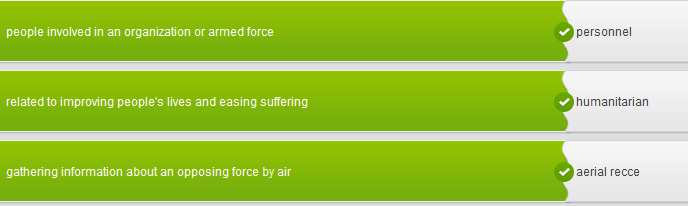 people involved in an organization or armed force personnel
related to improving people's lives and easing suffering humanitarian
gathering information about an opposing force by air aerial recce